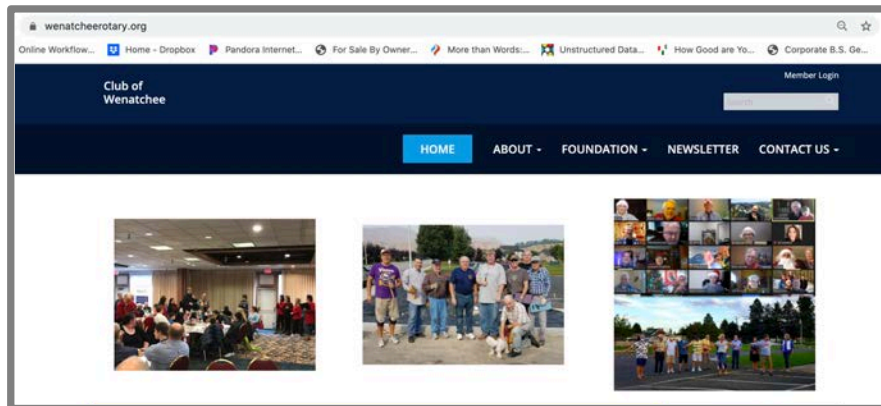 wenatcheerotary.org
Online Workflow... Home - Dropbox Pandora Internet... For Sale By Owner... More than Words:... Unstructured Data... How Good are Yo... Corporate B.S. Ge...
Member Login
Club of
Wenatchee
Search
HOME ABOUT FOUNDATION NEWSLETTER CONTACT US